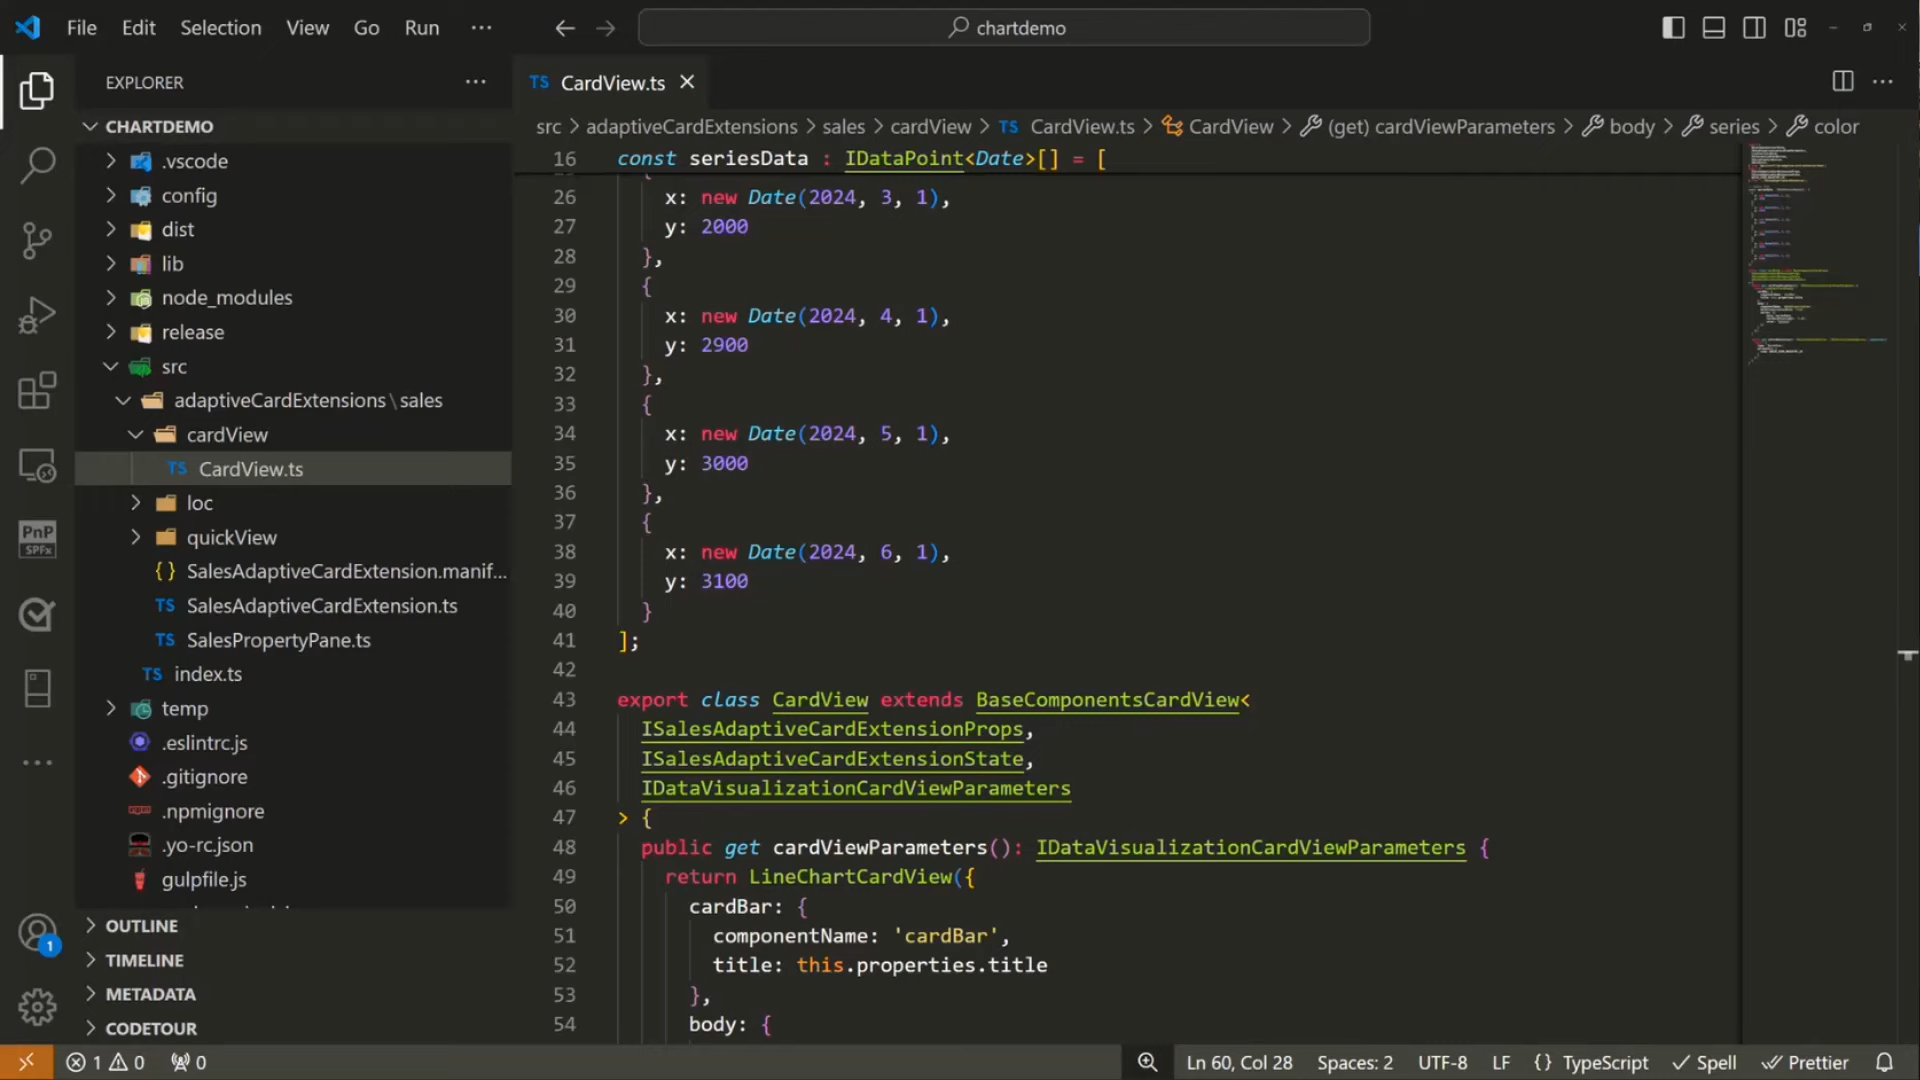 File Edit Selection View Go Run ···
chartdemo
EXPLORER
CHARTDEMO
.vscode
config
dist
lib
node_modules
release
src
adaptiveCardExtensions\sales
cardView
TS CardView.ts
loc
quickView
{} SalesAdaptiveCardExtension.manif...
TS SalesAdaptiveCardExtension.ts
TS SalesPropertyPane.ts
TS index.ts
temp
.eslintrc.js
.gitignore
.npmignore
.yo-rc.json
gulpfile.js
OUTLINE
TIMELINE
METADATA
CODETOUR
PnP
SPFx
1
TS CardView.ts
src > adaptiveCardExtensions > sales > cardView > TS CardView.ts > CardView > (get) cardViewParameters > body > series > color
16 const seriesData : IDataPoint<Date>[] = [
26 x: new Date(2024, 3, 1),
27 y: 2000
28 },
29 {
30 x: new Date(2024, 4, 1),
31 y: 2900
32 },
33 {
34 x: new Date(2024, 5, 1),
35 y: 3000
36 },
37 {
38 x: new Date(2024, 6, 1),
39 y: 3100
40 }
41 ];
42
43 export class CardView extends BaseComponentsCardView<
44 ISalesAdaptiveCardExtensionProps,
45 ISalesAdaptiveCardExtensionState,
46 IDataVisualizationCardViewParameters
47 > {
48 public get cardViewParameters(): IDataVisualizationCardViewParameters {
49 return LineChartCardView({
50 cardBar: {
51 componentName: 'cardBar',
52 title: this.properties.title
53 },
54 body: {
1 0 0
Ln 60, Col 28 Spaces: 2 UTF-8 LF {} TypeScript Spell Prettier